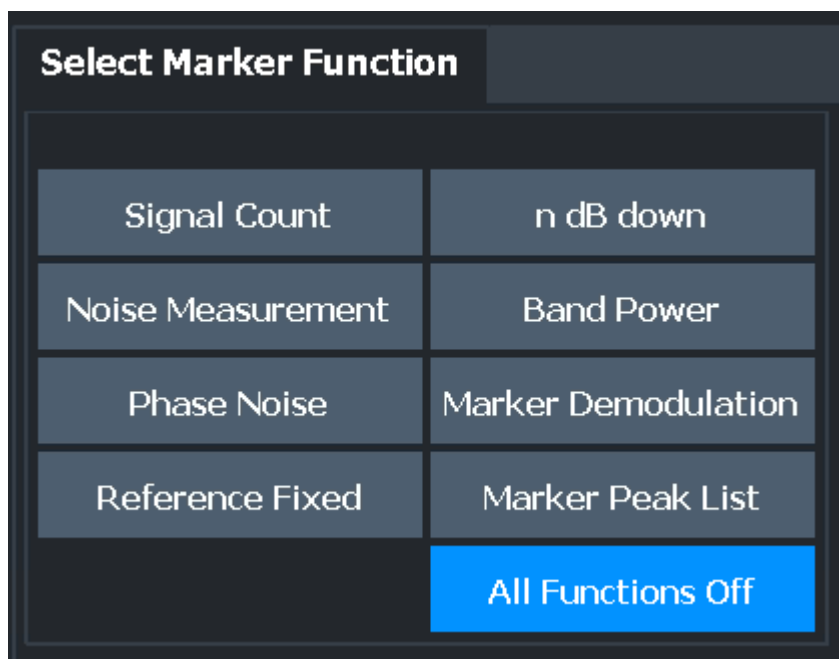 Select Marker Function
Signal Count
n dB down
Noise Measurement
Band Power
Phase Noise
Marker Demodulation
Reference Fixed
Marker Peak List
All Functions Off